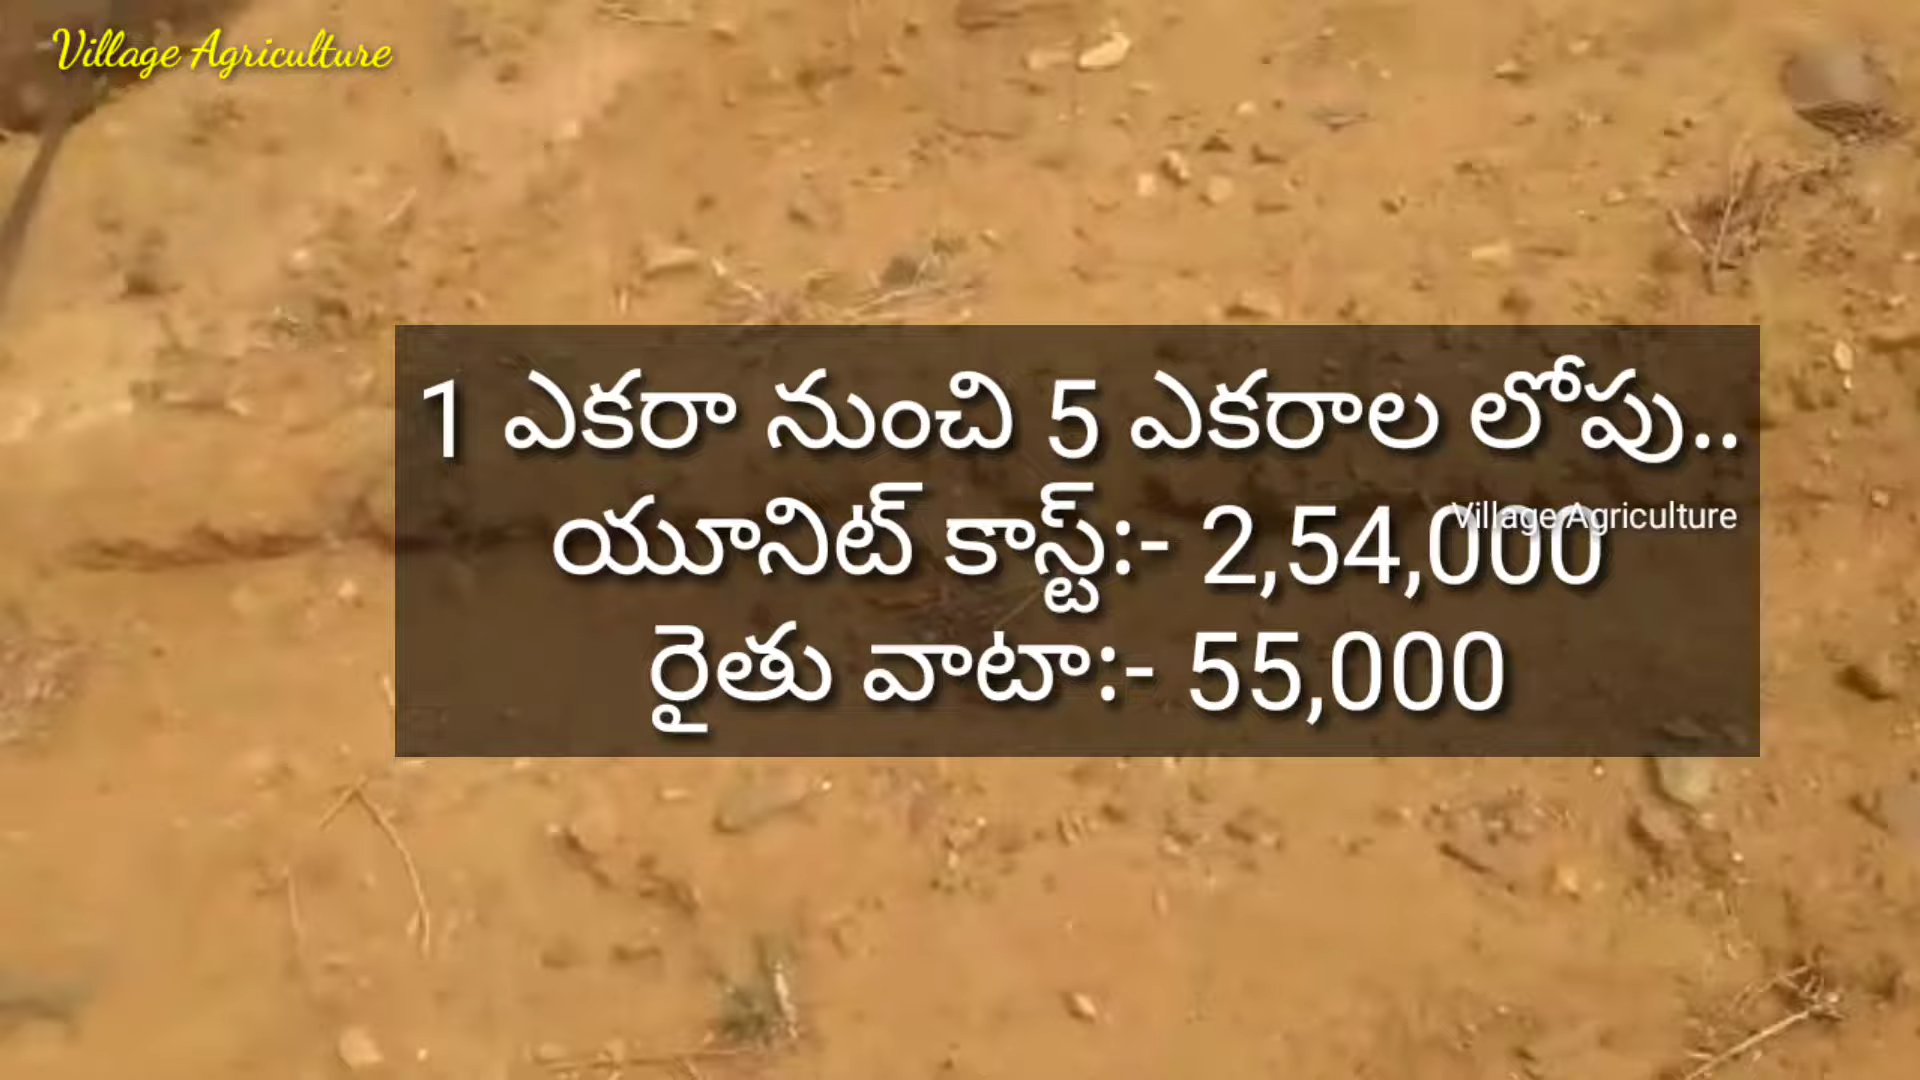 Village Agriculture
1 ఎకరా నుంచి 5 ఎకరాల లోపు..
యూనిట్ కాస్ట్:- 2,54,000
Village Agriculture
రైతు వాటా:- 55,000